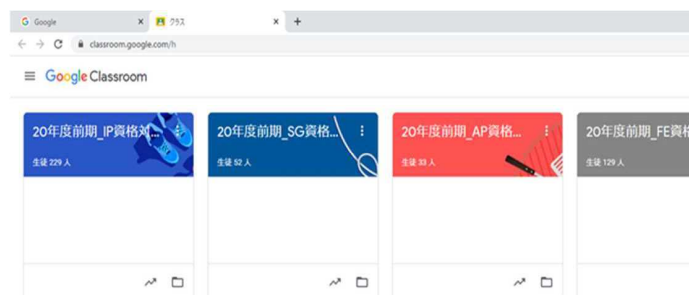 Google
クラス
classroom.google.com/h
Google Classroom
20年度前期_IP資格対...
生徒 229 人
20年度前期_SG資格...
生徒 52 人
20年度前期_AP資格...
生徒 33 人
20年度前期_FE資格
生徒 129 人